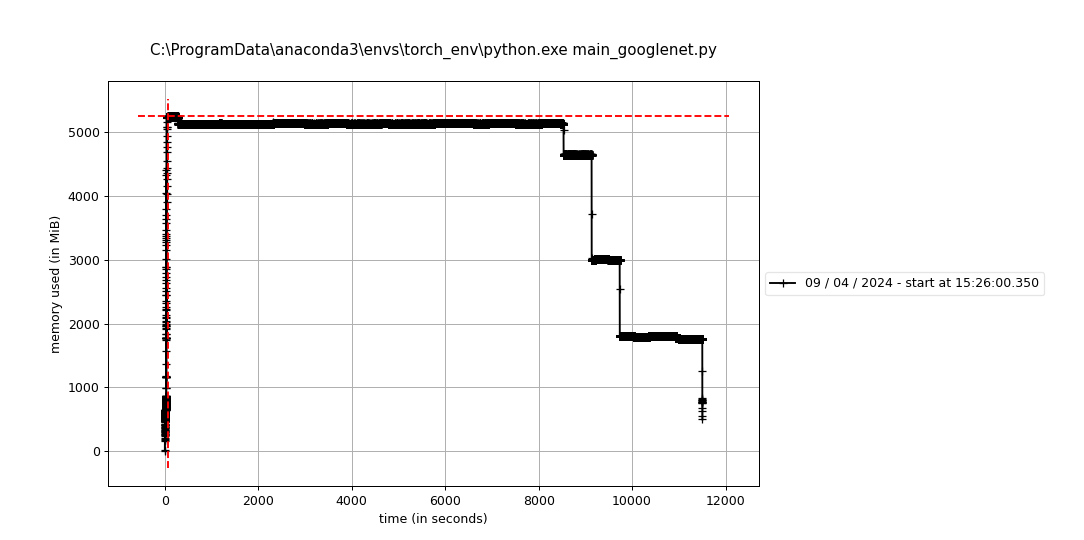 C:\ProgramData\anaconda3\envs\torch_env\python.exe main_googlenet.py
memory used (in MiB)
5000
4000
3000
2000
1000
0
0 2000 4000 6000 8000 10000 12000
time (in seconds)
09 / 04 / 2024 - start at 15:26:00.350